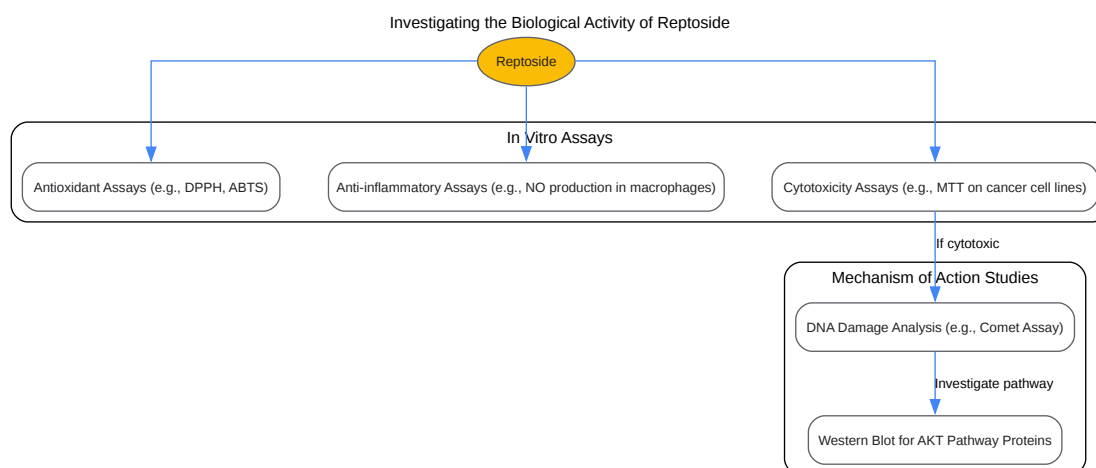 Investigating the Biological Activity of Reptoside
Reptoside
In Vitro Assays
Antioxidant Assays (e.g., DPPH, ABTS)
Anti-inflammatory Assays (e.g., NO production in macrophages)
Cytotoxicity Assays (e.g., MTT on cancer cell lines)
If cytotoxic
Mechanism of Action Studies
DNA Damage Analysis (e.g., Comet Assay)
Investigate pathway
Western Blot for AKT Pathway Proteins